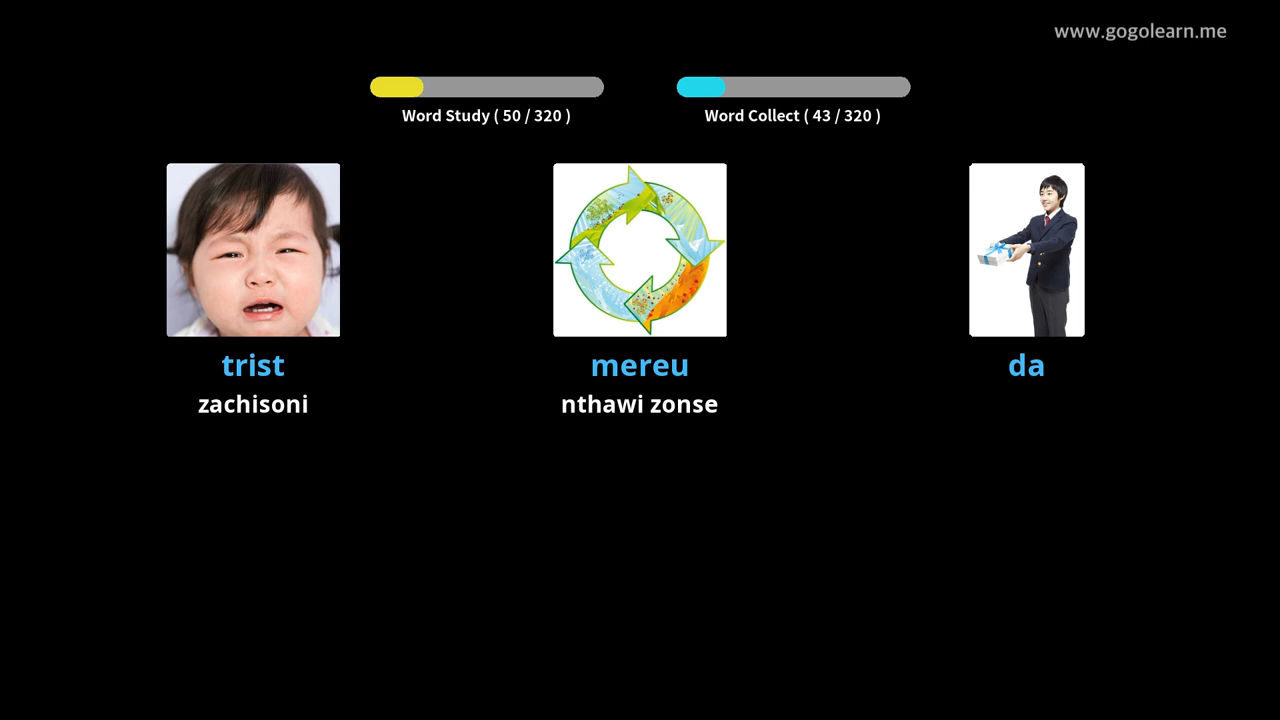 www.gogolearn.me
Word Study ( 50 / 320 )
Word Collect ( 43 / 320 )
trist
mereu
da
zachisoni
nthawi zonse